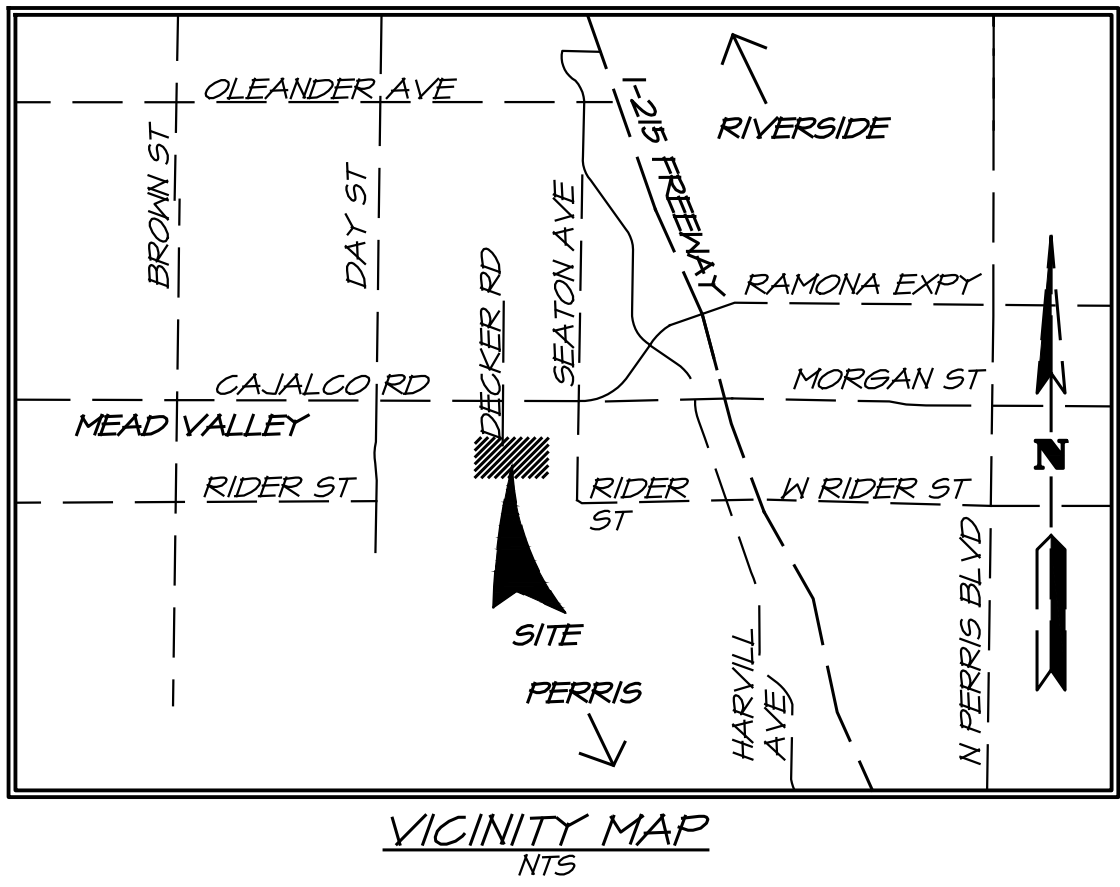 OLEANDER AVE
I-215 FREEWAY
RIVERSIDE
BROWN ST
DAY ST
SEATON AVE
DECKER RD
RAMONA EXPY
CAJALCO RD
MORGAN ST
MEAD VALLEY
N
RIDER ST
RIDER
ST
W RIDER ST
N PERRIS BLVD
SITE
PERRIS
HARVILL
AVE
VICINITY MAP
NTS